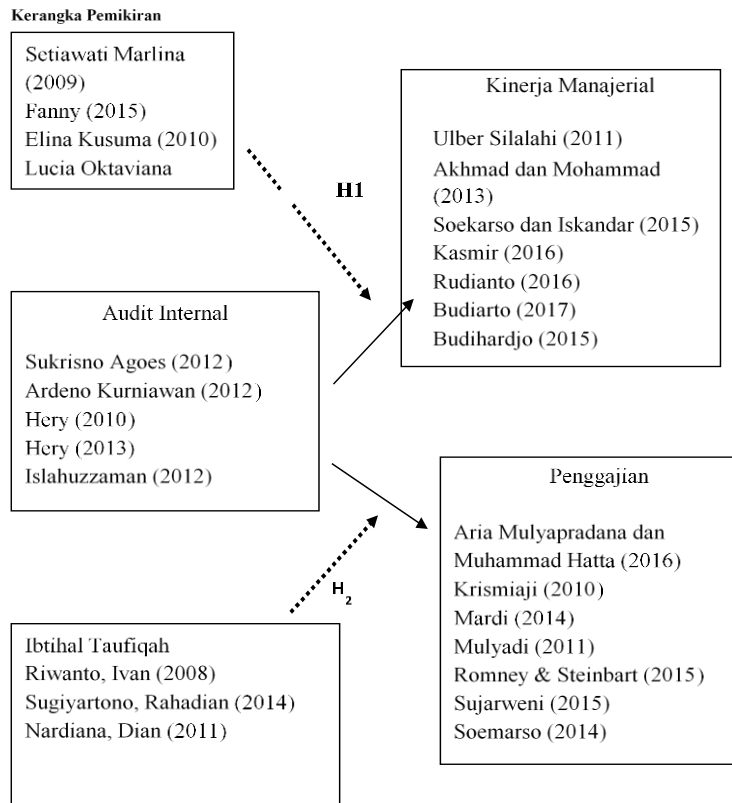 Kerangka Pemikiran
Setiawati Marlina
(2009)
Fanny (2015)
Elina Kusuma (2010)
Lucia Oktaviana
H1
Kinerja Manajerial
Ulber Silalahi (2011)
Akhmad dan Mohammad
(2013)
Soekarso dan Iskandar (2015)
Kasmir (2016)
Rudianto (2016)
Budiarto (2017)
Budihardjo (2015)
Audit Internal
Sukrisno Agoes (2012)
Ardeno Kurniawan (2012)
Hery (2010)
Hery (2013)
Islahuzzaman (2012)
Penggajian
Aria Mulyapradana dan
Muhammad Hatta (2016)
Krismiaji (2010)
Mardi (2014)
Mulyadi (2011)
Romney & Steinbart (2015)
Sujarweni (2015)
Soemarso (2014)
H2
Ibtihal Taufiqah
Riwanto, Ivan (2008)
Sugiyartono, Rahadian (2014)
Nardiana, Dian (2011)